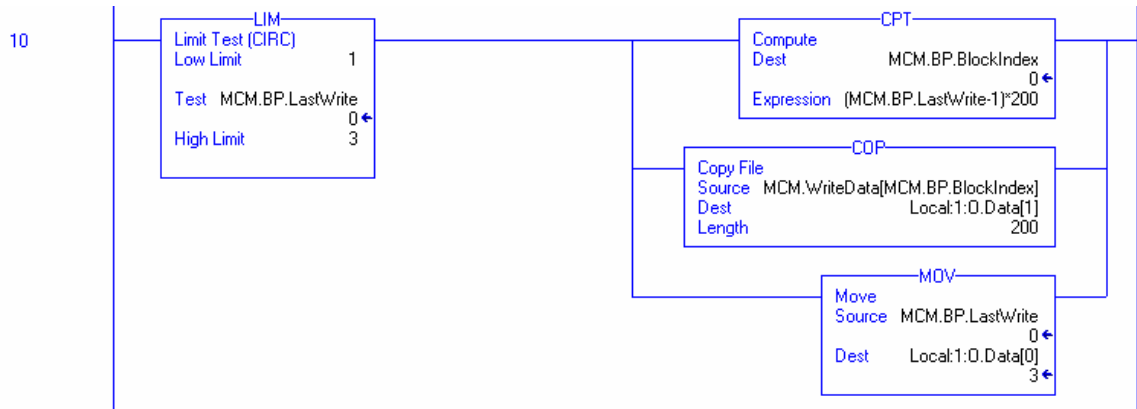 10
LIM
Limit Test (CIRC)
Low Limit 1
Test MCM.BP.LastWrite
0
High Limit 3
CPT
Compute
Dest MCM.BP.BlockIndex
0
Expression (MCM.BP.LastWrite-1)*200
COP
Copy File
Source MCM.WriteData[MCM.BP.BlockIndex]
Dest Local:1:O.Data[1]
Length 200
MOV
Move
Source MCM.BP.LastWrite
0
Dest Local:1:O.Data[0]
3